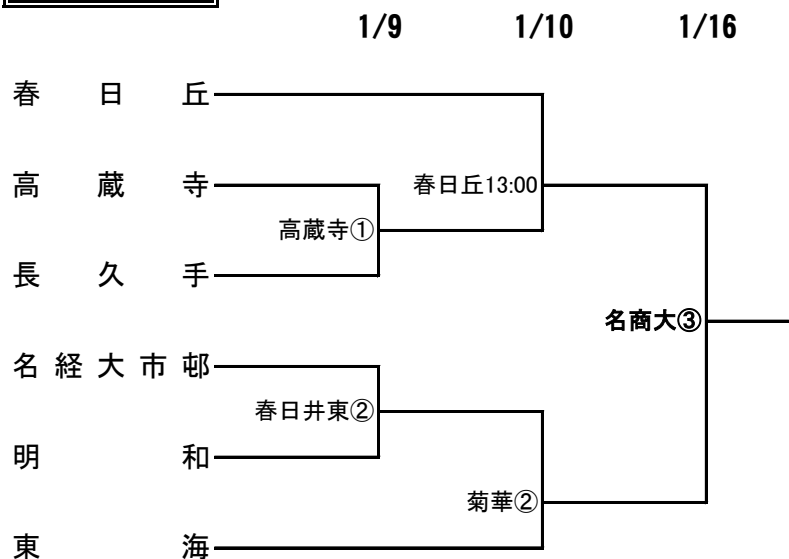 1/9 1/10 1/16
春日丘
高蔵寺
春日丘13:00
高蔵寺①
長久手
名商大③
名経大市邨
春日井東②
明和
菊華②
東海